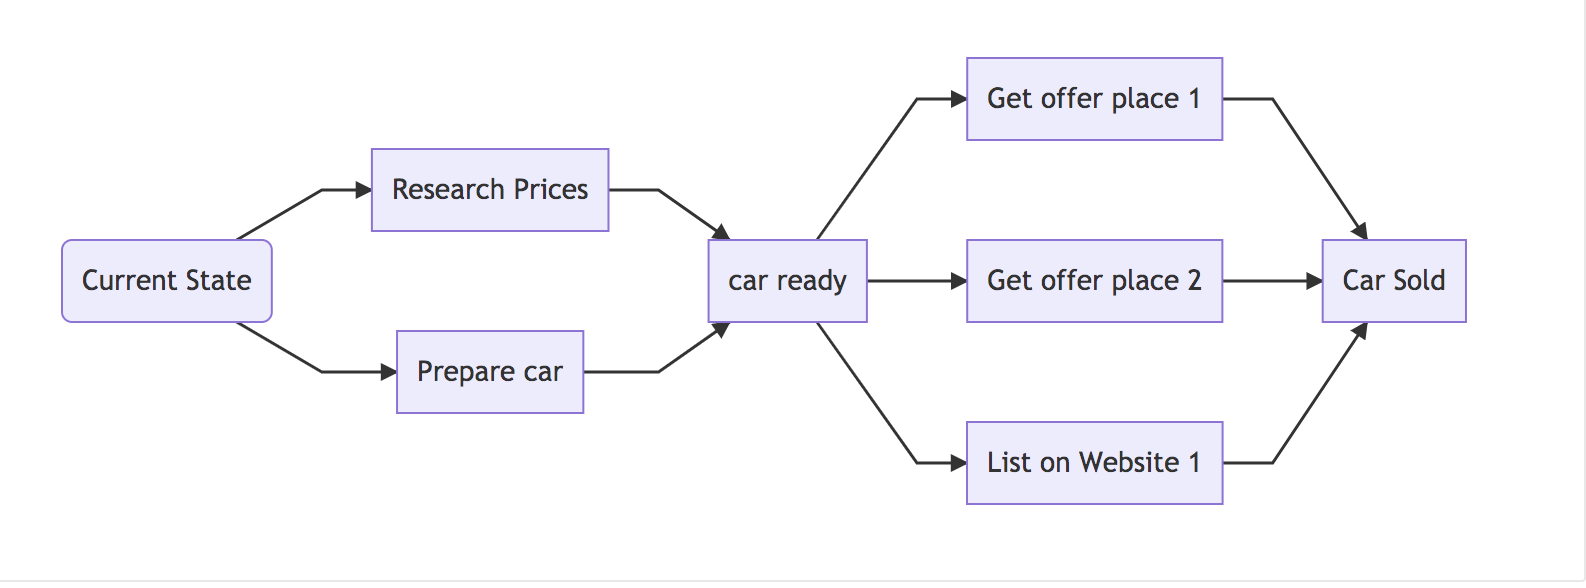 Current State
Research Prices
Prepare car
car ready
Get offer place 1
Get offer place 2
List on Website 1
Car Sold